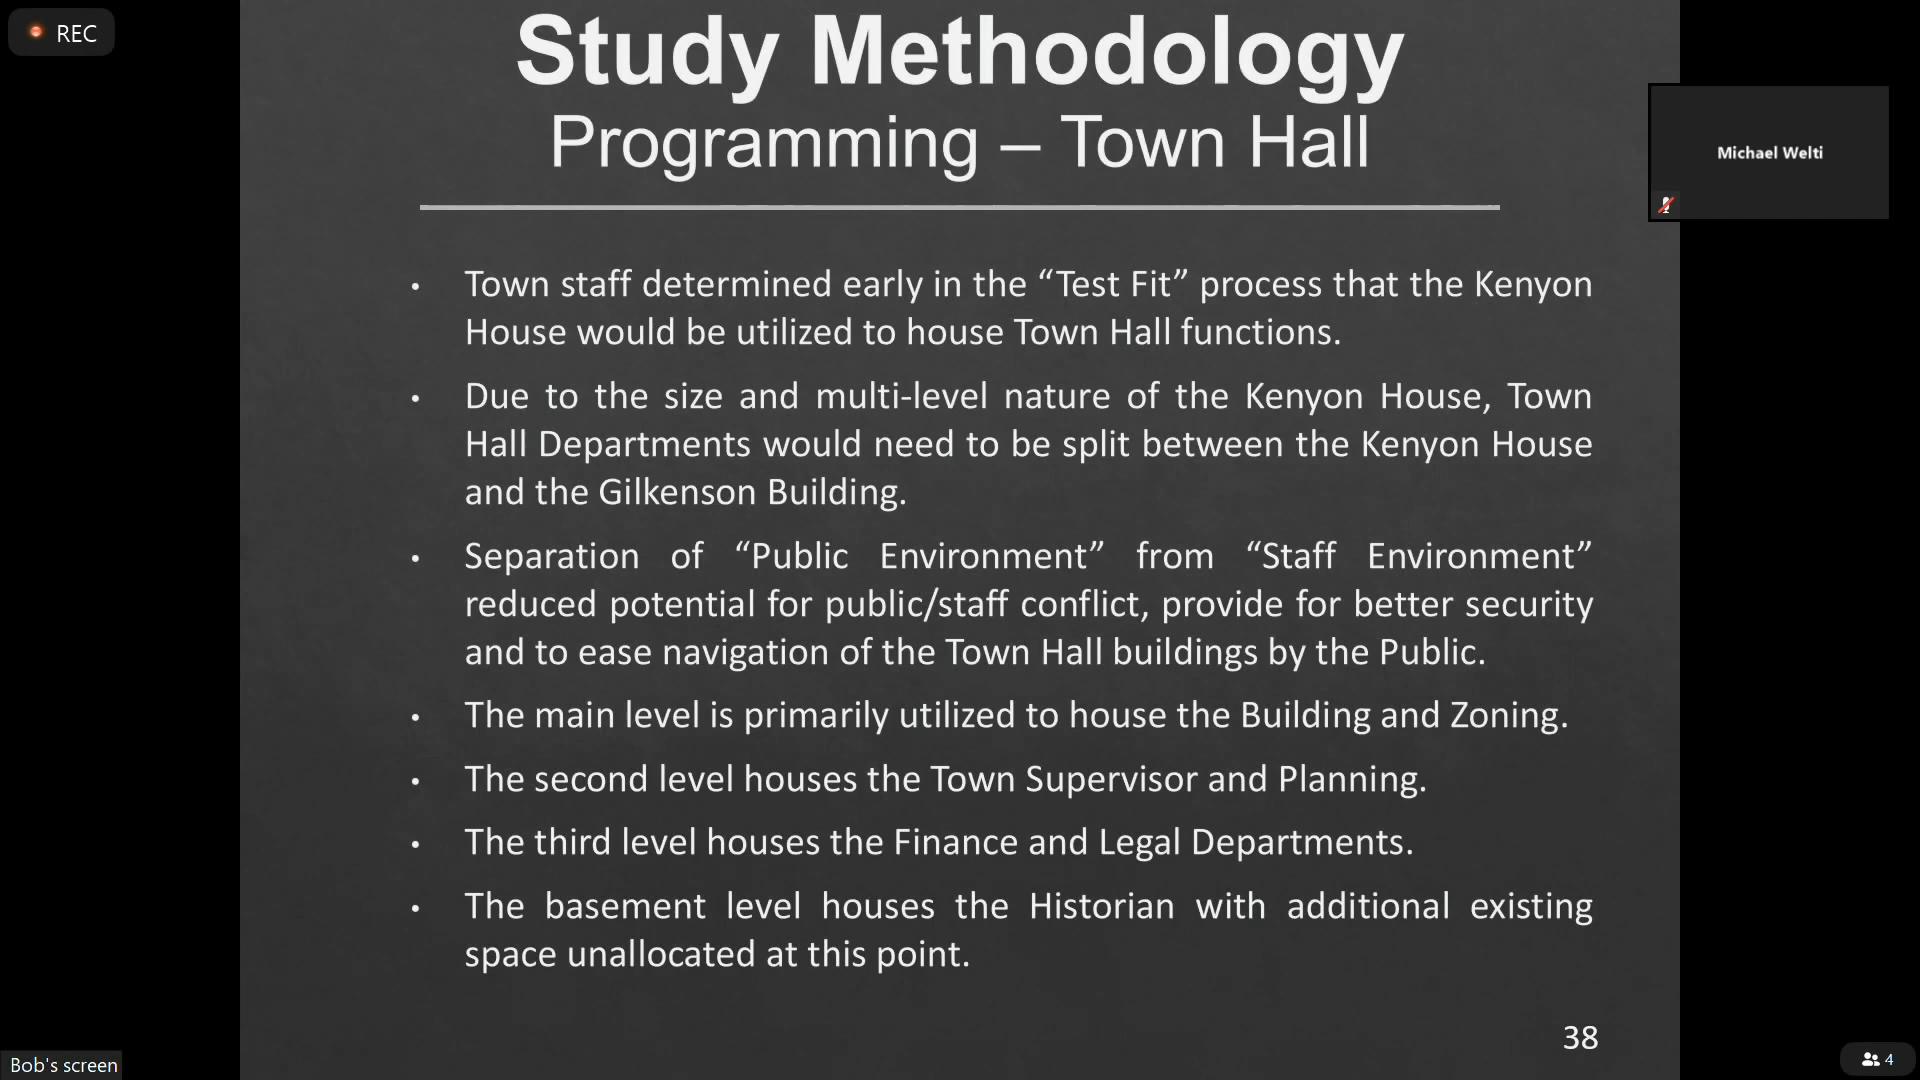 REC
Study Methodology
Programming – Town Hall
Michael Welti
• Town staff determined early in the “Test Fit” process that the Kenyon
House would be utilized to house Town Hall functions.
• Due to the size and multi-level nature of the Kenyon House, Town
Hall Departments would need to be split between the Kenyon House
and the Gilkenson Building.
• Separation of “Public Environment” from “Staff Environment”
reduced potential for public/staff conflict, provide for better security
and to ease navigation of the Town Hall buildings by the Public.
• The main level is primarily utilized to house the Building and Zoning.
• The second level houses the Town Supervisor and Planning.
• The third level houses the Finance and Legal Departments.
• The basement level houses the Historian with additional existing
space unallocated at this point.
38
Bob's screen
4